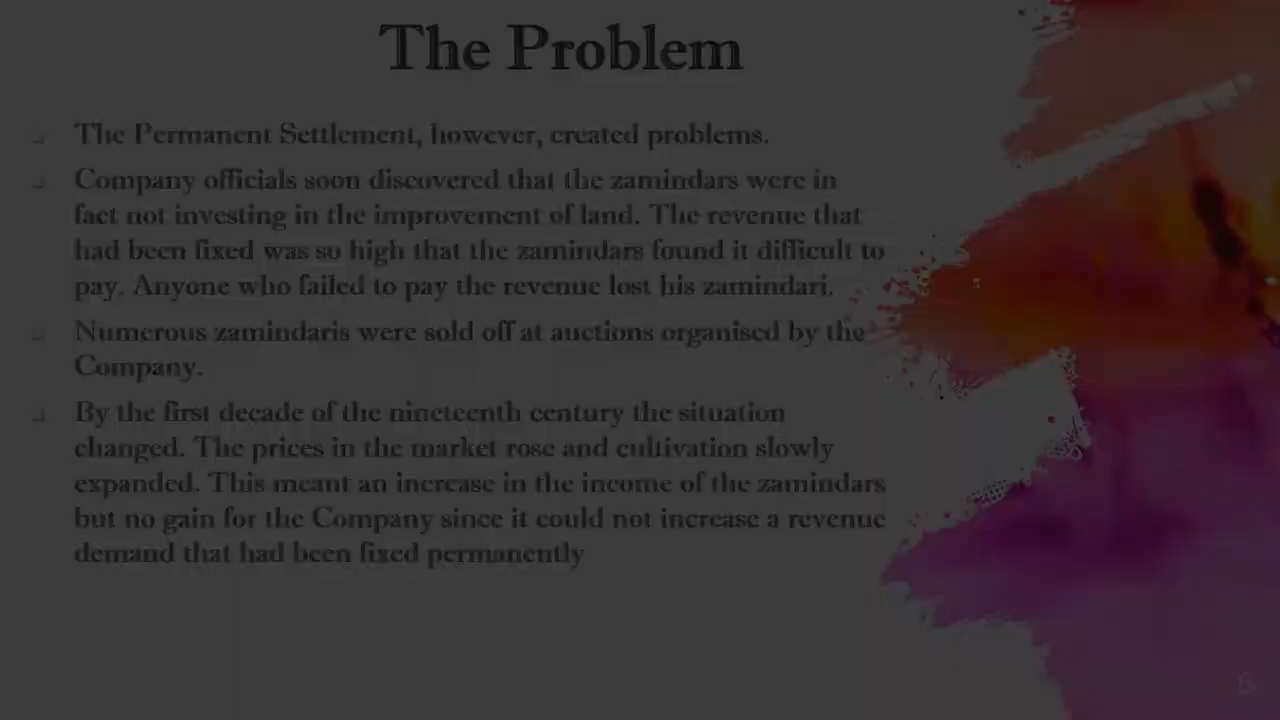 The Problem
The Permanent Settlement, however, created problems.
Company officials soon discovered that the zamindars were in
fact not investing in the improvement of land. The revenue that
had been fixed was so high that the zamindars found it difficult to
pay. Anyone who failed to pay the revenue lost his zamindari.
Numerous zamindaris were sold off at auctions organised by the
Company.
By the first decade of the nineteenth century the situation
changed. The prices in the market rose and cultivation slowly
expanded. This meant an increase in the income of the zamindars
but no gain for the Company since it could not increase a revenue
demand that had been fixed permanently